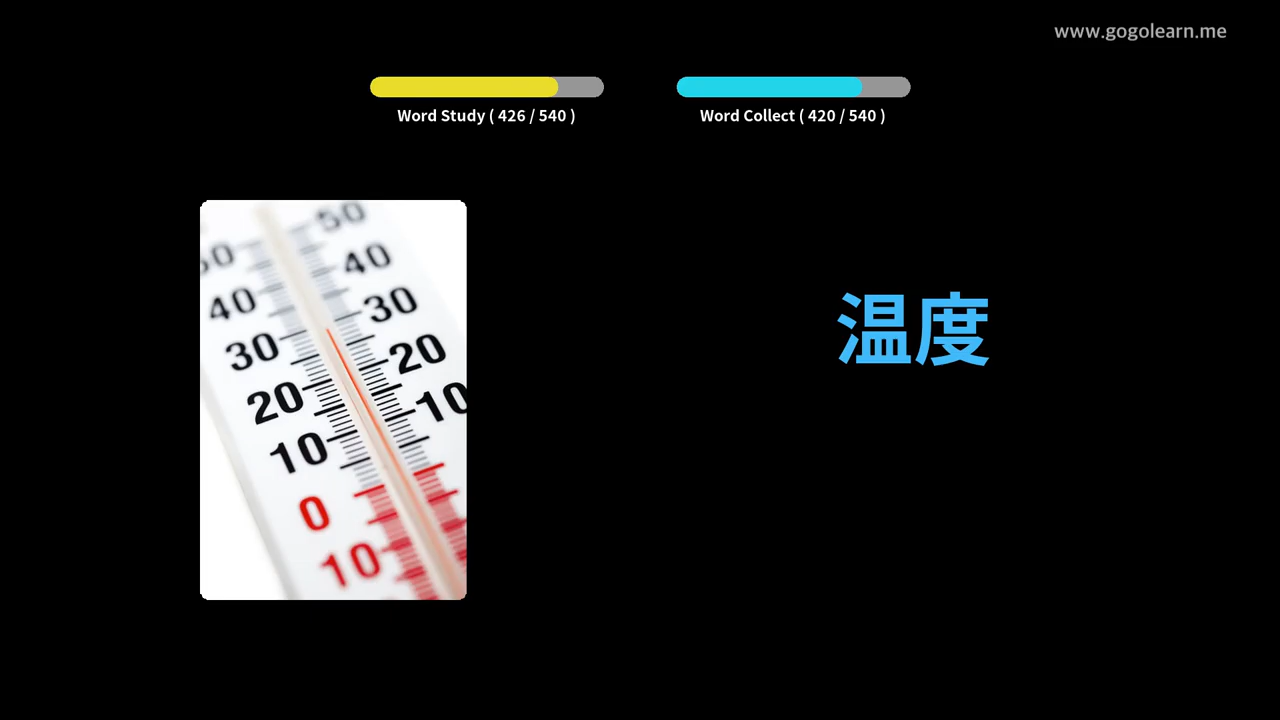 www.gogolearn.me
Word Study ( 426 / 540 )
Word Collect ( 420 / 540 )
温度
50
40
30
20
10
40
30
20
10
0
10